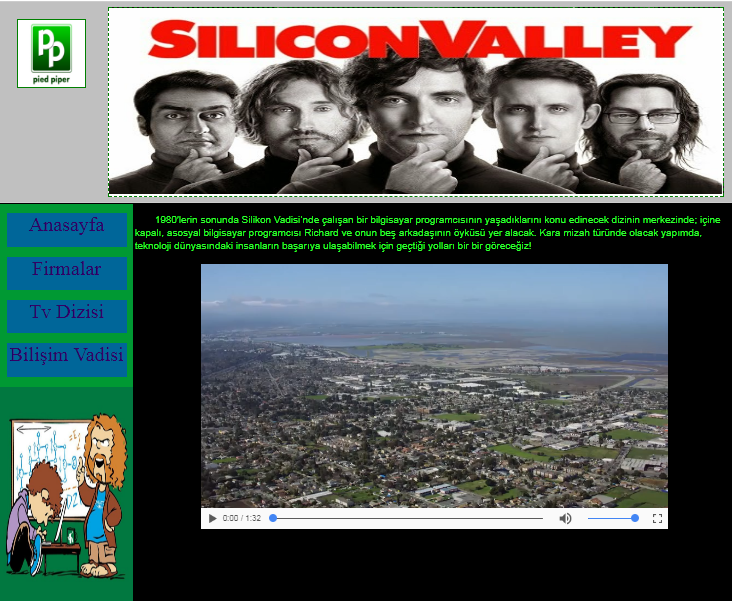 SILICON VALLEY
pp
pied piper
Anasayfa
Firmalar
Tv Dizisi
Bilişim Vadisi
1980'lerin sonunda Silikon Vadisi'nde çalışan bir bilgisayar programcısının yaşadıklarını konu edinecek dizinin merkezinde; içine
kapalı, asosyal bilgisayar programcısı Richard ve onun beş arkadaşının öyküsü yer alacak. Kara mizah türünde olacak yapımda,
teknoloji dünyasındaki insanların başarıya ulaşabilmek için geçtiği yolları bir bir göreceğiz!
0:00 / 1:32